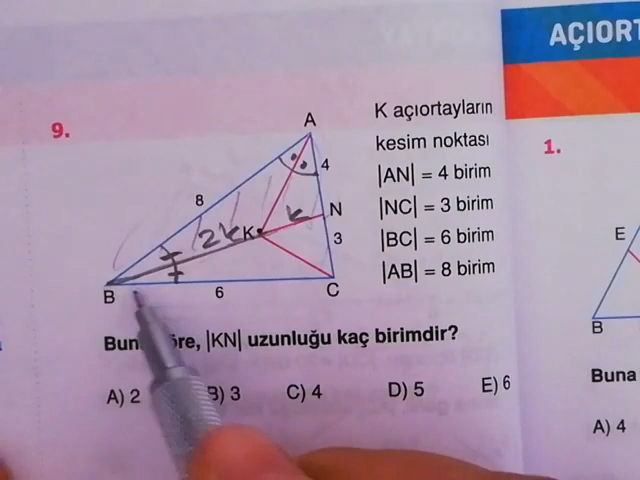 AÇIORT
9.
A
K açıortayların
kesim noktası
|AN| = 4 birim
|NC| = 3 birim
|BC| = 6 birim
|AB| = 8 birim
4
8
N
k
2k
K
3
B
6
C
1.
E
B
re, |KN| uzunluğu kaç birimdir?
A) 2
B) 3
C) 4
D) 5
E) 6
Buna
A) 4